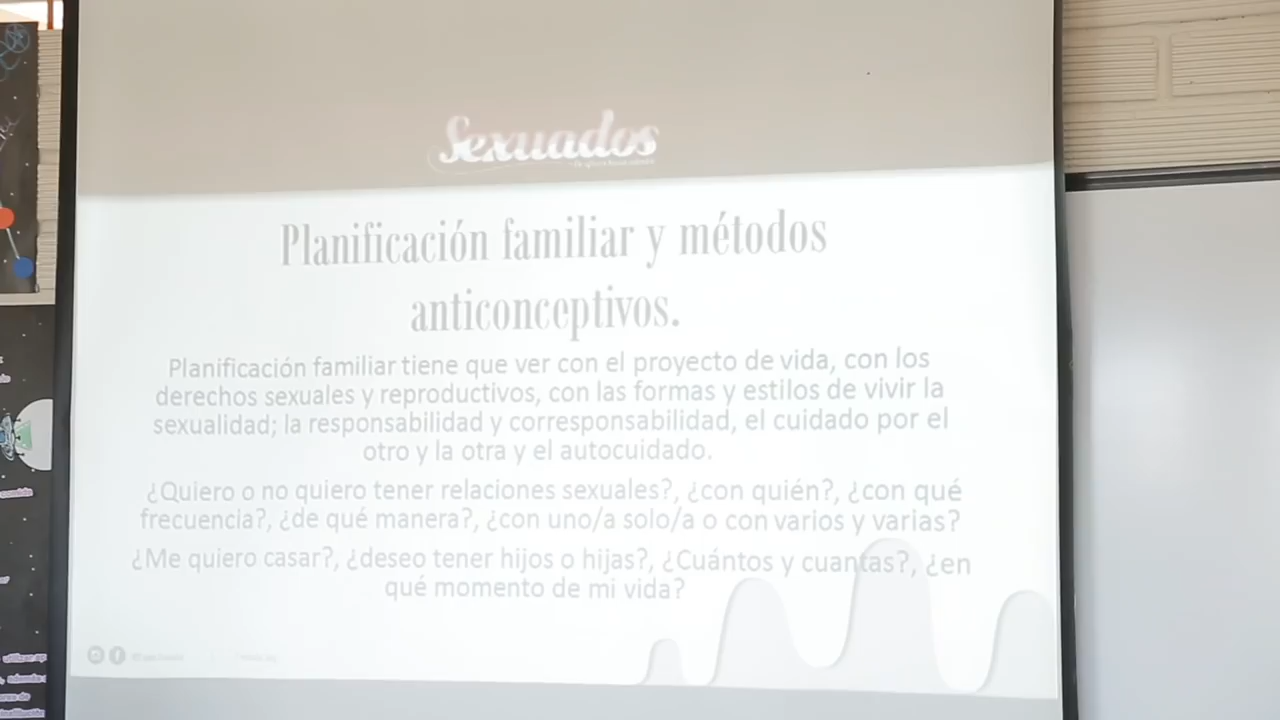 Sexuados
Planificación familiar y métodos
anticonceptivos.
Planificación familiar tiene que ver con el proyecto de vida, con los
derechos sexuales y reproductivos, con las formas y estilos de vivir la
sexualidad; la responsabilidad y corresponsabilidad, el cuidado por el
otro y la otra y el autocuidado.
¿Quiero o no quiero tener relaciones sexuales?, ¿con quién?, ¿con qué
frecuencia?, ¿de qué manera?, ¿con uno/a solo/a o con varios y varias?
¿Me quiero casar?, ¿deseo tener hijos o hijas?, ¿Cuántos y cuantas?, ¿en
qué momento de mi vida?